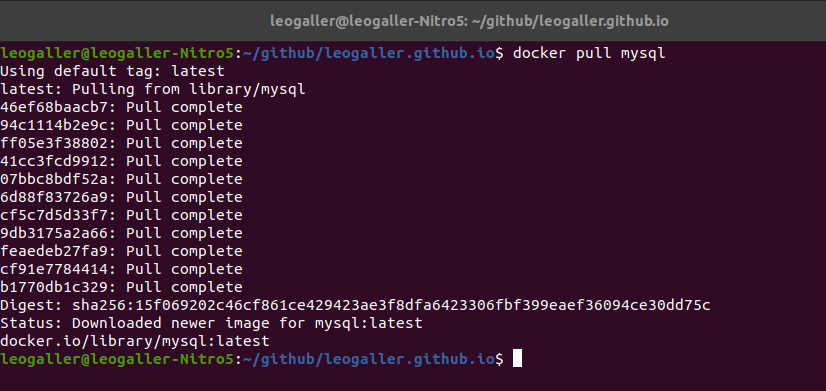 leogaller@leogaller-Nitro5: ~/github/leogaller.github.io
leogaller@leogaller-Nitro5:~/github/leogaller.github.io$ docker pull mysql
Using default tag: latest
latest: Pulling from library/mysql
46ef68baacb7: Pull complete
94c1114b2e9c: Pull complete
ff05e3f38802: Pull complete
41cc3fcd9912: Pull complete
07bbc8bdf52a: Pull complete
6d88f83726a9: Pull complete
cf5c7d5d33f7: Pull complete
9db3175a2a66: Pull complete
feaedeb27fa9: Pull complete
cf91e7784414: Pull complete
b1770db1c329: Pull complete
Digest: sha256:15f069202c46cf861ce429423ae3f8dfa6423306fbf399eaef36094ce30dd75c
Status: Downloaded newer image for mysql:latest
docker.io/library/mysql:latest
leogaller@leogaller-Nitro5:~/github/leogaller.github.io$